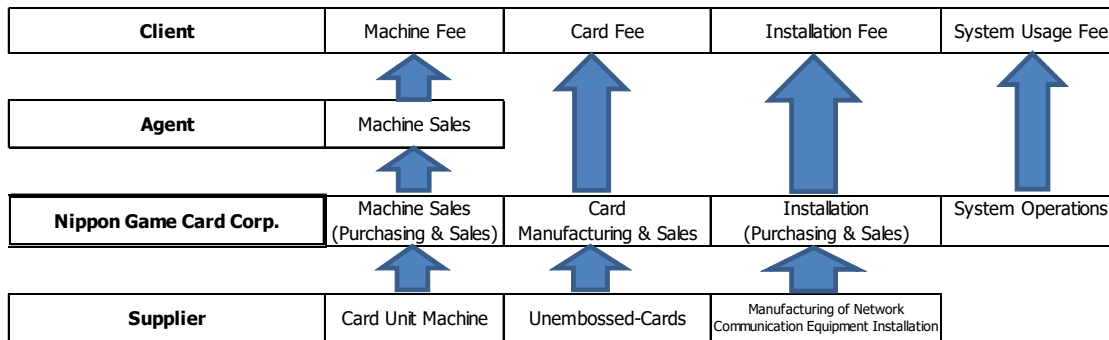 Client Machine Fee Card Fee Installation Fee System Usage Fee
Agent Machine Sales
Nippon Game Card Corp. Machine Sales (Purchasing & Sales) Card Manufacturing & Sales Installation (Purchasing & Sales) System Operations
Supplier Card Unit Machine Unembossed-Cards Manufacturing of Network Communication Equipment Installation